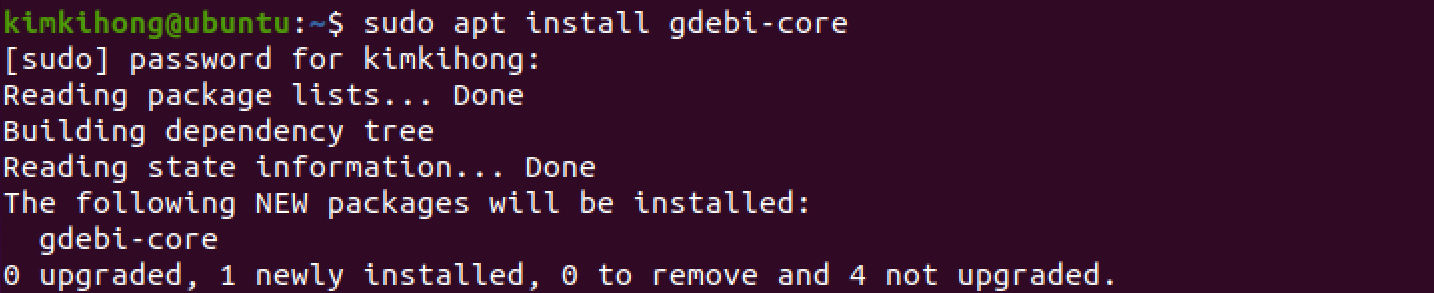 kimkihong@ubuntu:~$ sudo apt install gdebi-core
[sudo] password for kimkihong:
Reading package lists... Done
Building dependency tree
Reading state information... Done
The following NEW packages will be installed:
  gdebi-core
0 upgraded, 1 newly installed, 0 to remove and 4 not upgraded.